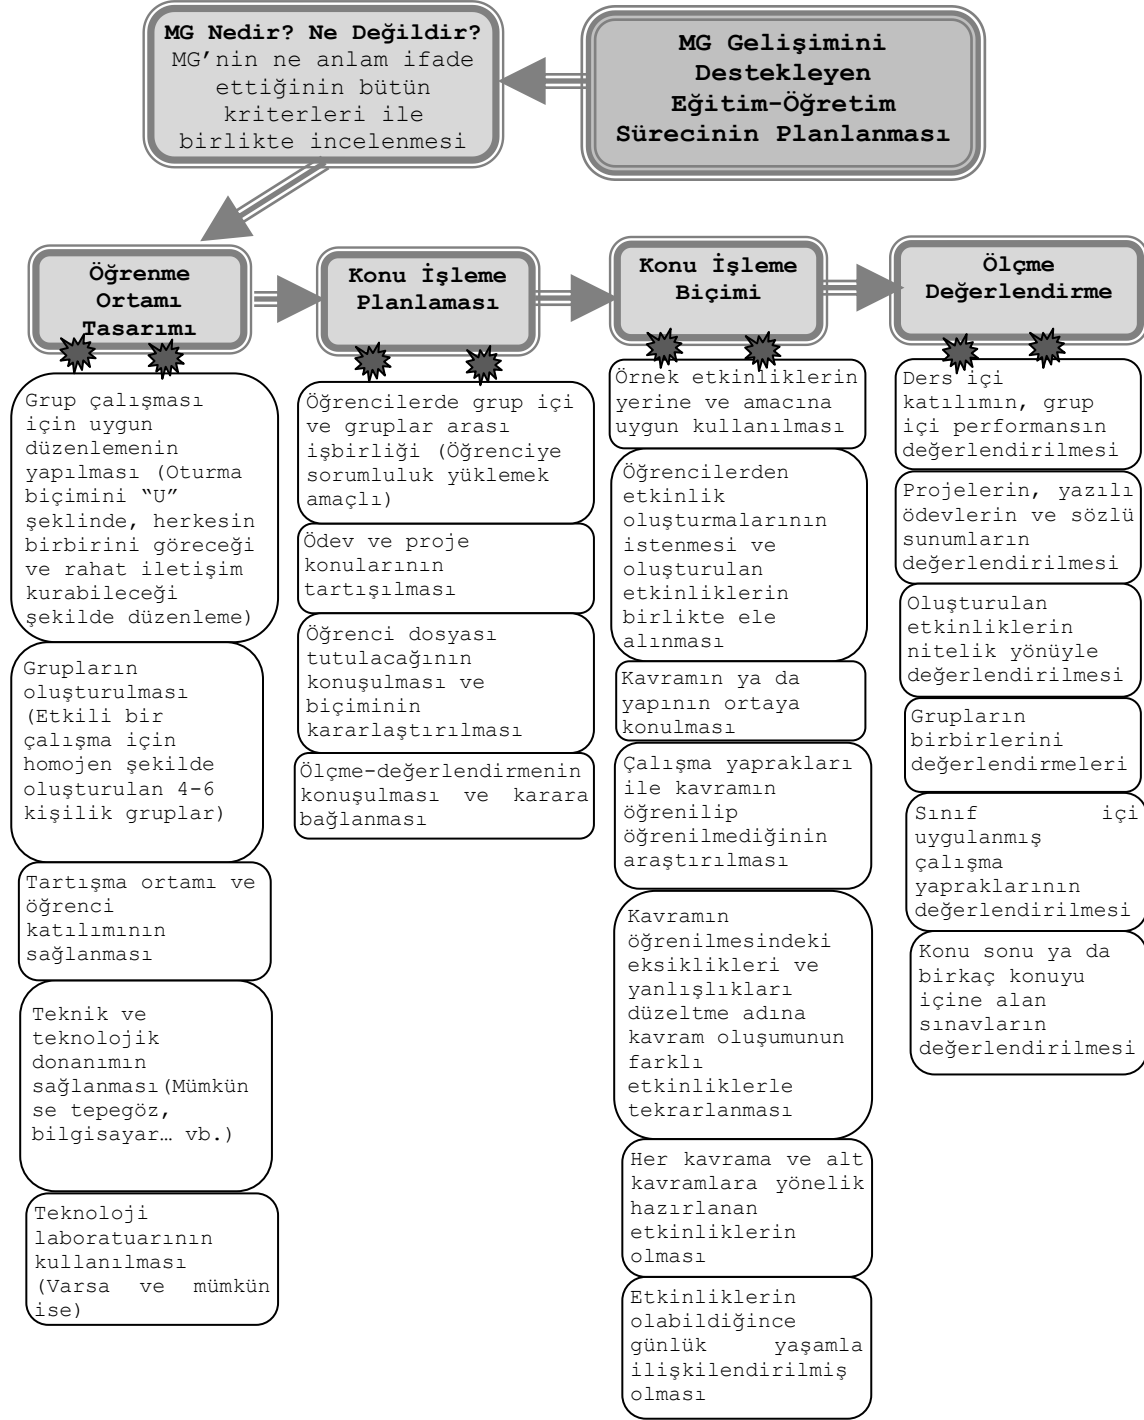 MG Nedir? Ne Değildir?
MG’nin ne anlam ifade
ettiğinin bütün
kriterleri ile
birlikte incelenmesi
MG Gelişimini
Destekleyen
Eğitim-Öğretim
Sürecinin Planlanması
Öğrenme
Ortamı
Tasarımı
Konu İşleme
Planlaması
Konu İşleme
Biçimi
Ölçme
Değerlendirme
Grup çalışması
için uygun
düzenlemenin
yapılması (Oturma
biçimini “U”
şeklinde, herkesin
birbirini göreceği
ve rahat iletişim
kurabileceği
şekilde düzenleme)
Grupların
oluşturulması
(Etkili bir
çalışma için
homojen şekilde
oluşturulan 4-6
kişilik gruplar)
Tartışma ortamı ve
öğrenci
katılımının
sağlanması
Teknik ve
teknolojik
donanımın
sağlanması(Mümkün
se tepegöz,
bilgisayar… vb.)
Teknoloji
laboratuarının
kullanılması
(Varsa ve mümkün
ise)
Öğrencilerde grup içi
ve gruplar arası
işbirliği (Öğrenciye
sorumluluk yüklemek
amaçlı)
Ödev ve proje
konularının
tartışılması
Öğrenci dosyası
tutulacağının
konuşulması ve
biçiminin
kararlaştırılması
Ölçme-değerlendirmenin
konuşulması ve karara
bağlanması
Örnek etkinliklerin
yerine ve amacına
uygun kullanılması
Öğrencilerden
etkinlik
oluşturmalarının
istenmesi ve
oluşturulan
etkinliklerin
birlikte ele
alınması
Kavramın ya da
yapının ortaya
konulması
Çalışma yaprakları
ile kavramın
öğrenilip
öğrenilmediğinin
araştırılması
Kavramın
öğrenilmesindeki
eksiklikleri ve
yanlışlıkları
düzeltme adına
kavram oluşumunun
farklı
etkinliklerle
tekrarlanması
Her kavrama ve alt
kavramlara yönelik
hazırlanan
etkinliklerin
olması
Etkinliklerin
olabildiğince
günlük yaşamla
ilişkilendirilmiş
olması
Ders içi
katılımın, grup
içi performansın
değerlendirilmesi
Projelerin, yazılı
ödevlerin ve sözlü
sunumların
değerlendirilmesi
Oluşturulan
etkinliklerin
nitelik yönüyle
değerlendirilmesi
Grupların
birbirlerini
değerlendirmeleri
Sınıf içi
uygulanmış
çalışma
yapraklarının
değerlendirilmesi
Konu sonu ya da
birkaç konuyu
içine alan
sınavların
değerlendirilmesi